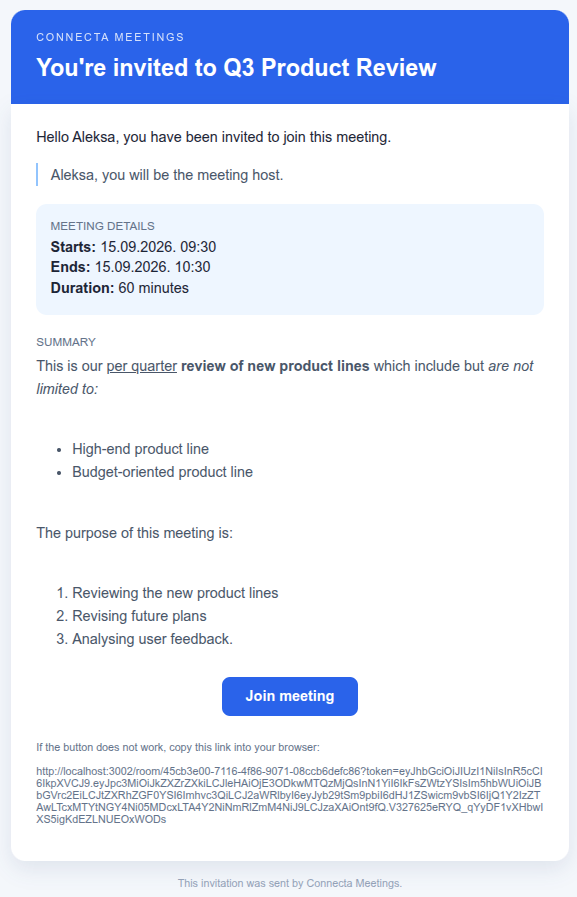 CONNECTA MEETINGS
You're invited to Q3 Product Review
Hello Aleksa, you have been invited to join this meeting.
Aleksa, you will be the meeting host.
MEETING DETAILS
Starts: 15.09.2026. 09:30
Ends: 15.09.2026. 10:30
Duration: 60 minutes
SUMMARY
This is our per quarter review of new product lines which include but are not
limited to:
• High-end product line
• Budget-oriented product line
The purpose of this meeting is:
1. Reviewing the new product lines
2. Revising future plans
3. Analysing user feedback.
Join meeting
If the button does not work, copy this link into your browser:
http://localhost:3002/room/45cb3e00-7116-4f86-9071-08ccb6defc86?token=eyJhbGciOiJIUzI1NiIsInR5cCI
This invitation was sent by Connecta Meetings.